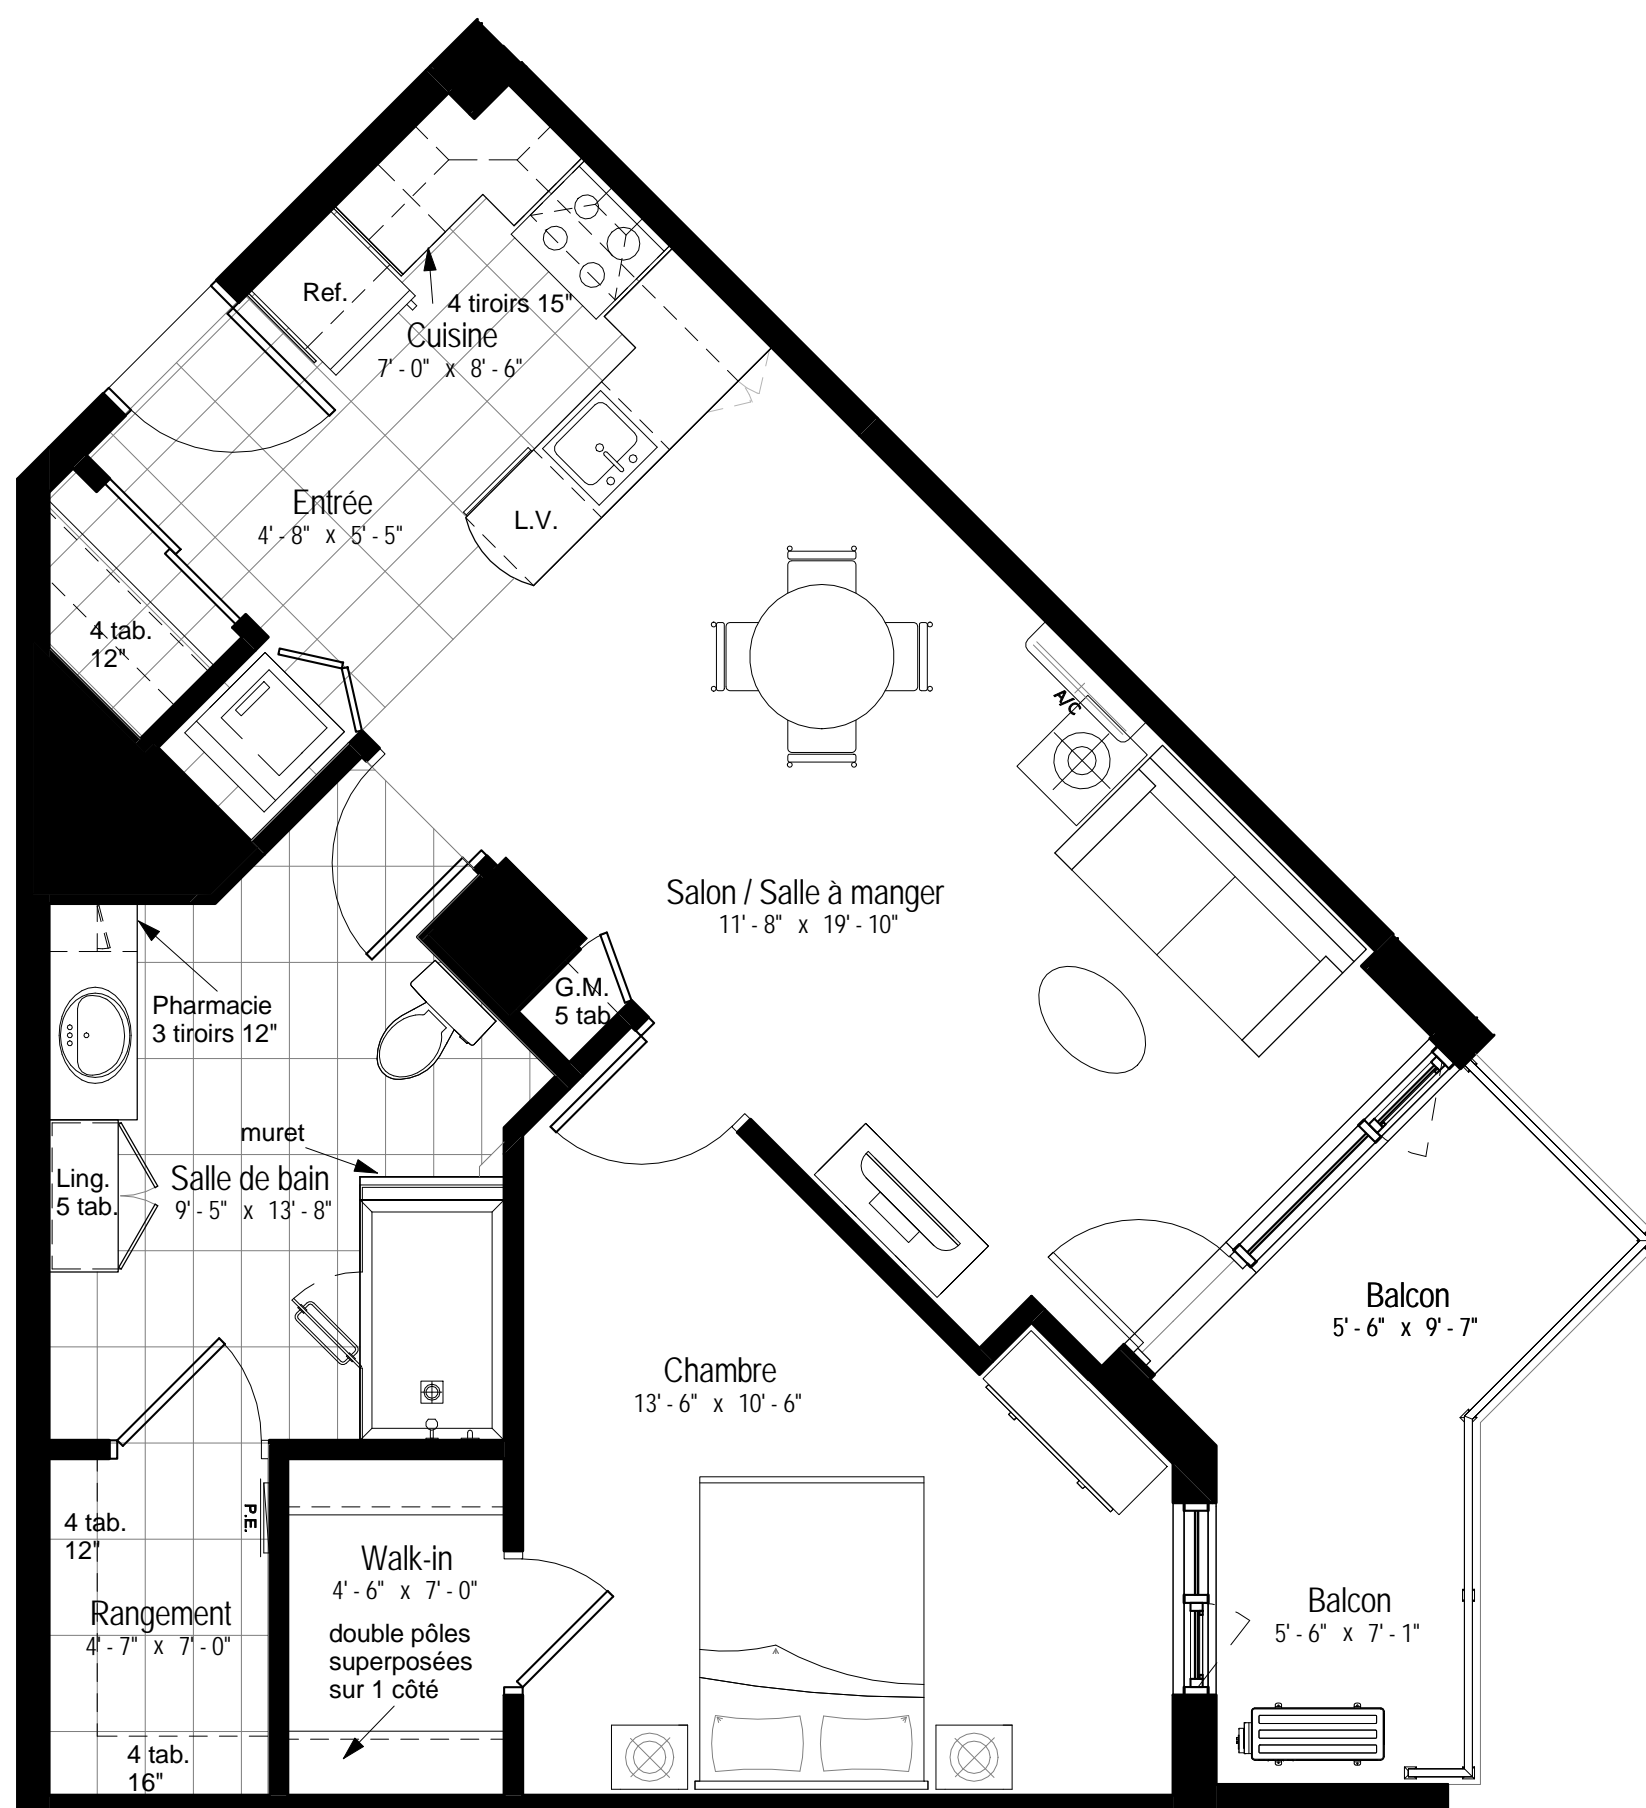 Ref.
4 tiroirs 15"
Cuisine
7' - 0" x 8' - 6"
Entrée
4' - 8" x 5' - 5"
L.V.
4 tab.
12"
A/C
Salon / Salle à manger
11' - 8" x 19' - 10"
G.M.
5 tab
Pharmacie
3 tiroirs 12"
muret
Ling.
5 tab.
Salle de bain
9' - 5" x 13' - 8"
Balcon
5' - 6" x 9' - 7"
Chambre
13' - 6" x 10' - 6"
P.E.
4 tab.
12"
Walk-in
4' - 6" x 7' - 0"
Rangement
4' - 7" x 7' - 0"
double pôles
superposées
sur 1 côté
Balcon
5' - 6" x 7' - 1"
4 tab.
16"